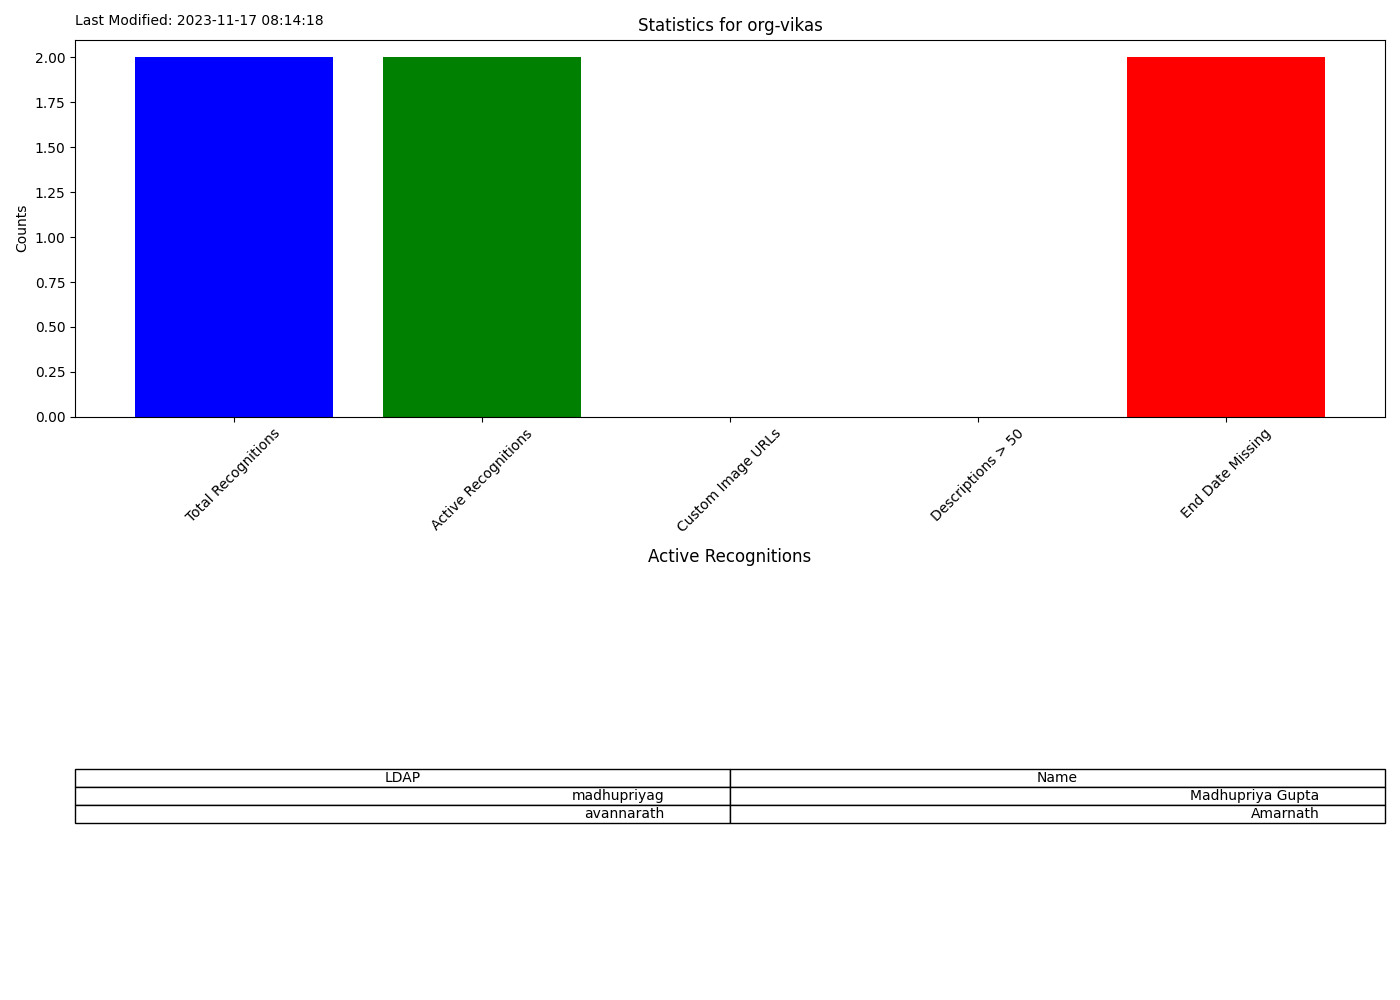 Last Modified: 2023-11-17 08:14:18
Statistics for org-vikas
Counts
2.00
1.75
1.50
1.25
1.00
0.75
0.50
0.25
0.00
Total Recognitions
Active Recognitions
Custom Image URLs
Descriptions > 50
End Date Missing
Active Recognitions
LDAP Name
madhupriyag Madhupriya Gupta
avannarath Amarnath